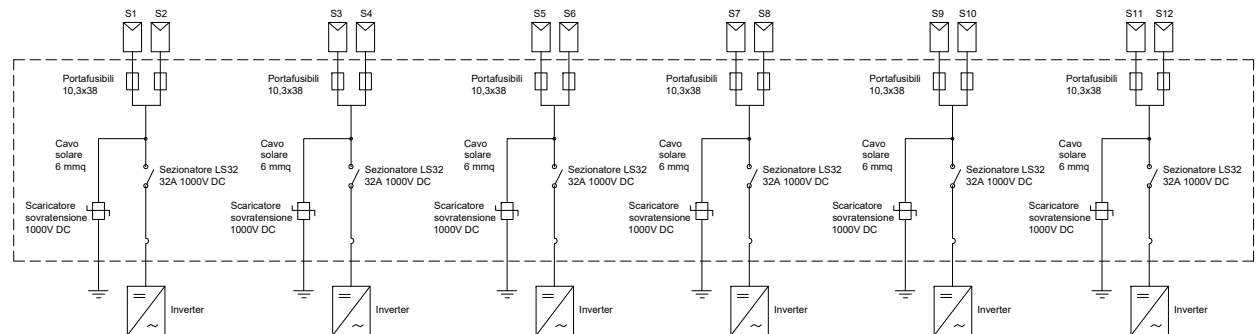 S1 S2 S3 S4 S5 S6 S7 S8 S9 S10 S11 S12
Portafusibili
10,3x38
Portafusibili
10,3x38
Portafusibili
10,3x38
Portafusibili
10,3x38
Portafusibili
10,3x38
Portafusibili
10,3x38
Cavo
solare
6 mmq
Sezionatore LS32
32A 1000V DC
Cavo
solare
6 mmq
Sezionatore LS32
32A 1000V DC
Cavo
solare
6 mmq
Sezionatore LS32
32A 1000V DC
Cavo
solare
6 mmq
Sezionatore LS32
32A 1000V DC
Cavo
solare
6 mmq
Sezionatore LS32
32A 1000V DC
Cavo
solare
6 mmq
Sezionatore LS32
32A 1000V DC
Scaricatore
sovratensione
1000V DC
Scaricatore
sovratensione
1000V DC
Scaricatore
sovratensione
1000V DC
Scaricatore
sovratensione
1000V DC
Scaricatore
sovratensione
1000V DC
Scaricatore
sovratensione
1000V DC
Inverter Inverter Inverter Inverter Inverter Inverter